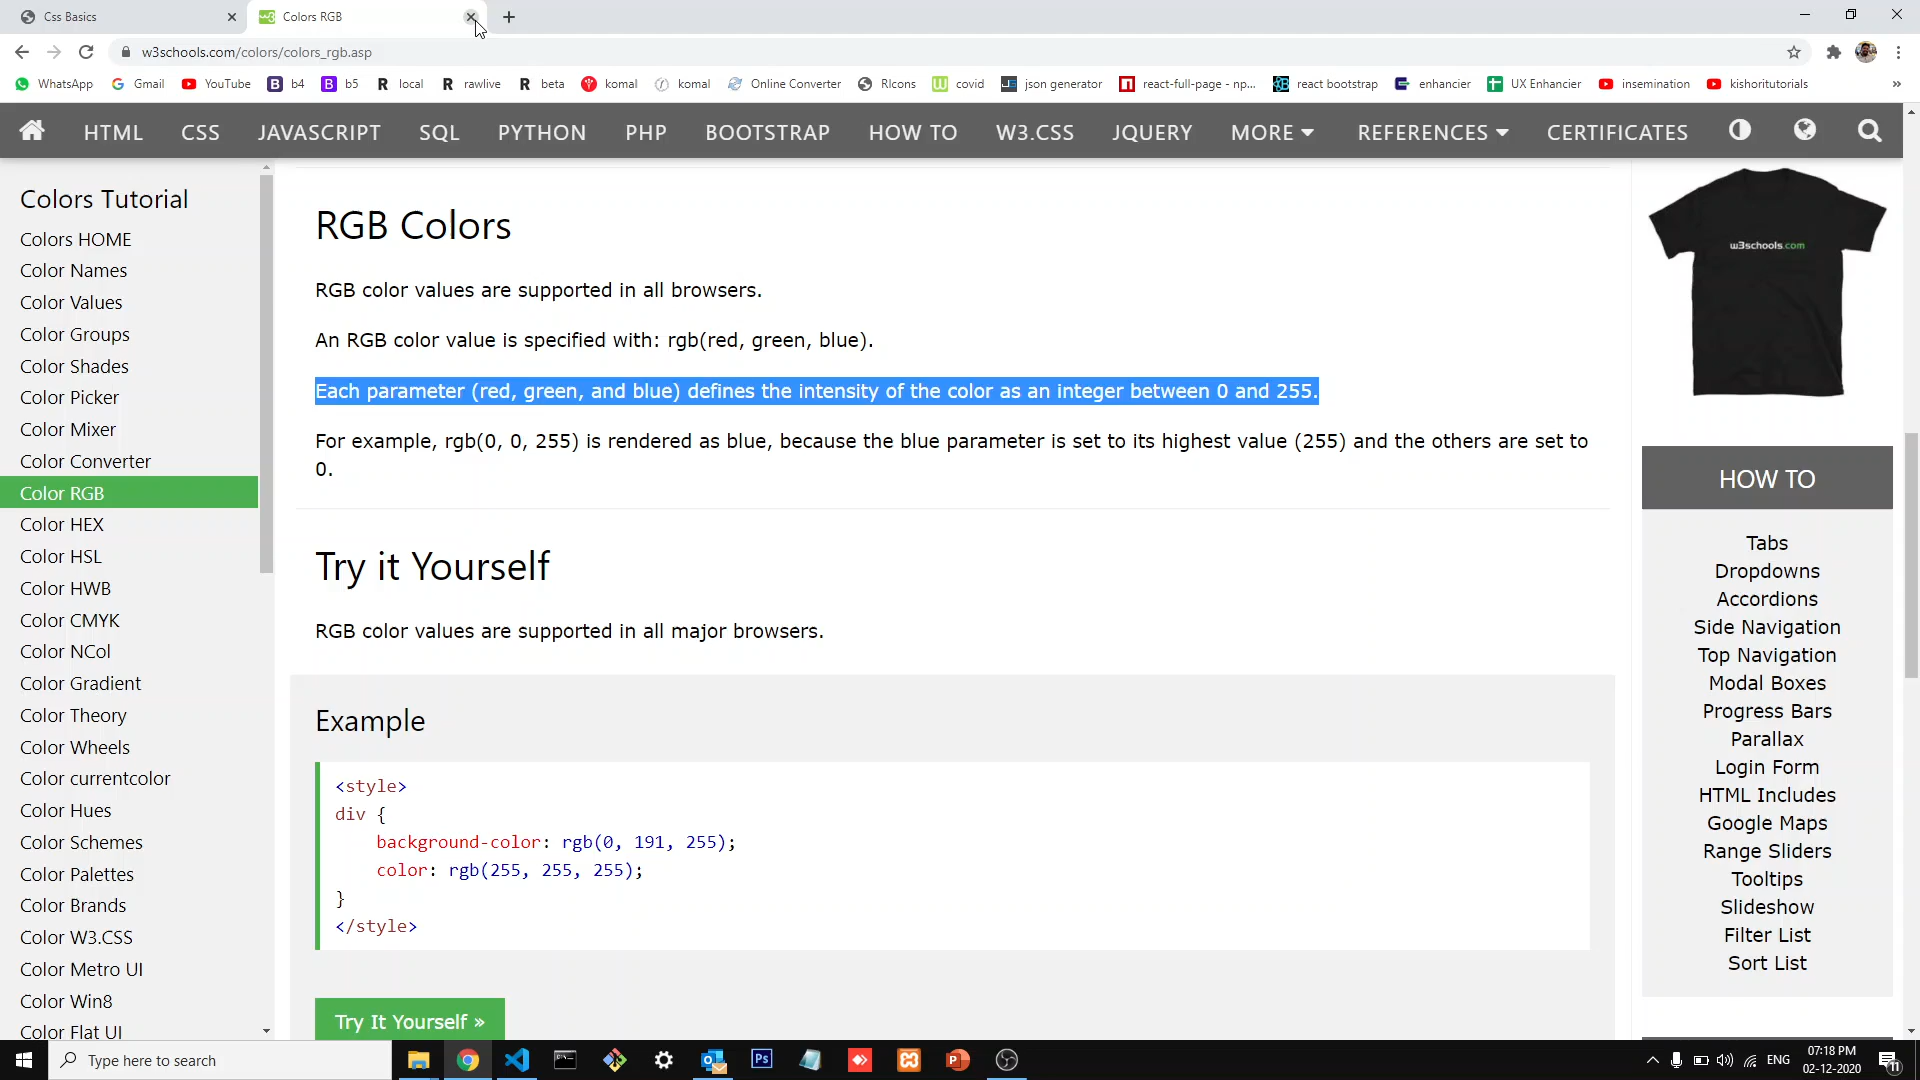 Css Basics
Colors RGB
w3schools.com/colors/colors_rgb.asp
WhatsApp
Gmail
YouTube
b4
b5
local
rawlive
beta
komal
komal
Online Converter
RIcons
covid
json generator
react-full-page - np...
react bootstrap
enhancier
UX Enhancier
insemination
kishoritutorials
HTML CSS JAVASCRIPT SQL PYTHON PHP BOOTSTRAP HOW TO W3.CSS JQUERY MORE REFERENCES CERTIFICATES
Colors Tutorial
Colors HOME
Color Names
Color Values
Color Groups
Color Shades
Color Picker
Color Mixer
Color Converter
Color RGB
Color HEX
Color HSL
Color HWB
Color CMYK
Color NCol
Color Gradient
Color Theory
Color Wheels
Color currentcolor
Color Hues
Color Schemes
Color Palettes
Color Brands
Color W3.CSS
Color Metro UI
Color Win8
Color Flat UI
RGB Colors
RGB color values are supported in all browsers.
An RGB color value is specified with: rgb(red, green, blue).
Each parameter (red, green, and blue) defines the intensity of the color as an integer between 0 and 255.
For example, rgb(0, 0, 255) is rendered as blue, because the blue parameter is set to its highest value (255) and the others are set to
0.
Try it Yourself
RGB color values are supported in all major browsers.
Example
<style>
div {
background-color: rgb(0, 191, 255);
color: rgb(255, 255, 255);
}
</style>
Try It Yourself »
w3schools.com
HOW TO
Tabs
Dropdowns
Accordions
Side Navigation
Top Navigation
Modal Boxes
Progress Bars
Parallax
Login Form
HTML Includes
Google Maps
Range Sliders
Tooltips
Slideshow
Filter List
Sort List
Type here to search
Ps
ENG
07:18 PM
02-12-2020
11